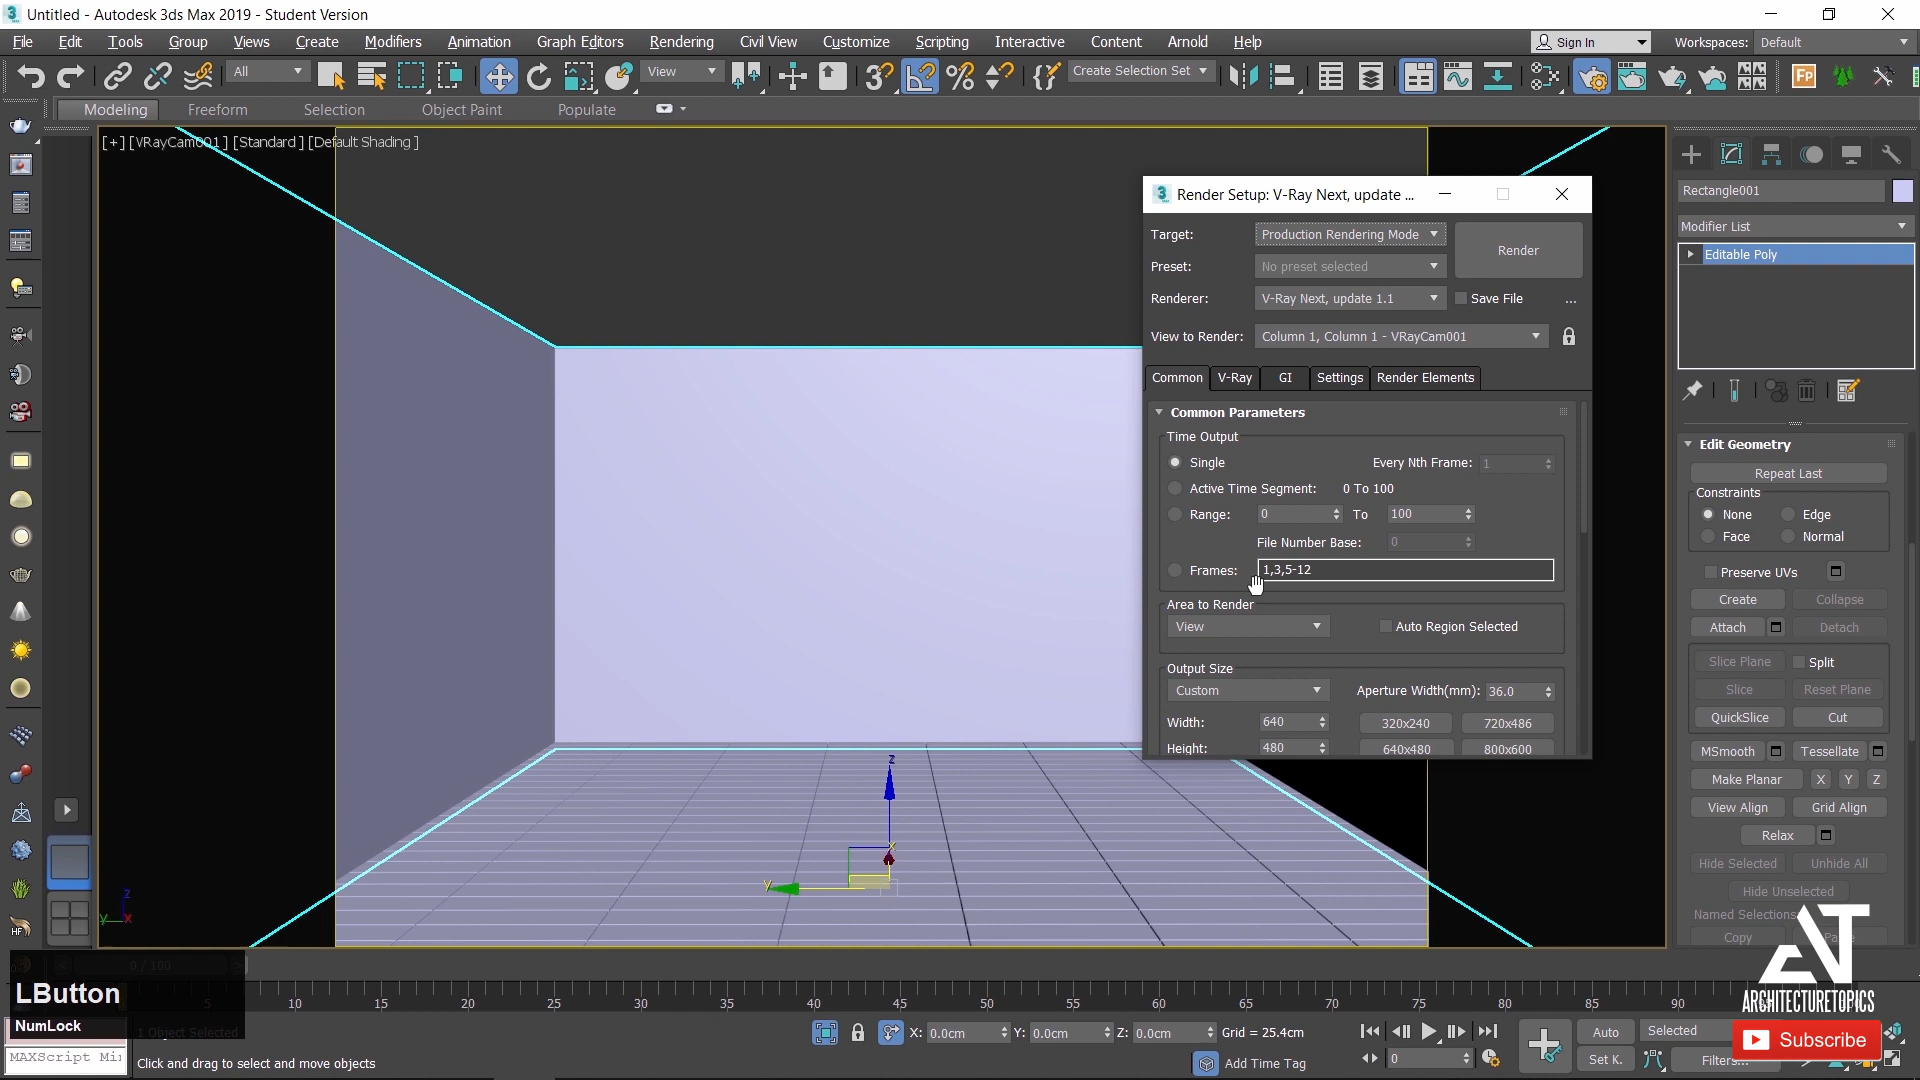 Untitled - Autodesk 3ds Max 2019 - Student Version
File Edit Tools Group Views Create Modifiers Animation Graph Editors Rendering Civil View Customize Scripting Interactive Content Arnold Help
Sign In Workspaces: Default
All View Create Selection Set
Modeling Freeform Selection Object Paint Populate
[+] [VRayCam001] [Standard] [Default Shading]
Render Setup: V-Ray Next, update ...
Target: Production Rendering Mode Render
Preset: No preset selected
Renderer: V-Ray Next, update 1.1 Save File ...
View to Render: Column 1, Column 1 - VRayCam001
Common V-Ray GI Settings Render Elements
Common Parameters
Time Output
Single Every Nth Frame: 1
Active Time Segment: 0 To 100
Range: 0 To 100
File Number Base: 0
Frames: 1,3,5-12
Area to Render
View Auto Region Selected
Output Size
Custom Aperture Width(mm): 36.0
Width: 640 320x240 720x486
Height: 480 640x480 800x600
Rectangle001
Modifier List
Editable Poly
Edit Geometry
Repeat Last
Constraints
None Edge
Face Normal
Preserve UVs
Create Collapse
Attach Detach
Slice Plane Split
Slice Reset Plane
QuickSlice Cut
MSmooth Tessellate
Make Planar X Y Z
View Align Grid Align
Relax
Hide Selected Unhide All
Hide Unselected
Named Selections
Copy
z
x
y
z
y x
HF
0 / 100
LButton
NumLock
5 10 15 20 25 30 35 40 45 50 55 60 65 70 75 80 85 90
1 Object Selected
MAXScript Mi
Click and drag to select and move objects
X: 0.0cm Y: 0.0cm Z: 0.0cm Grid = 25.4cm
Add Time Tag
0
Auto Selected
Set K. Filters...
AT
ARCHITECTURETOPICS
Subscribe